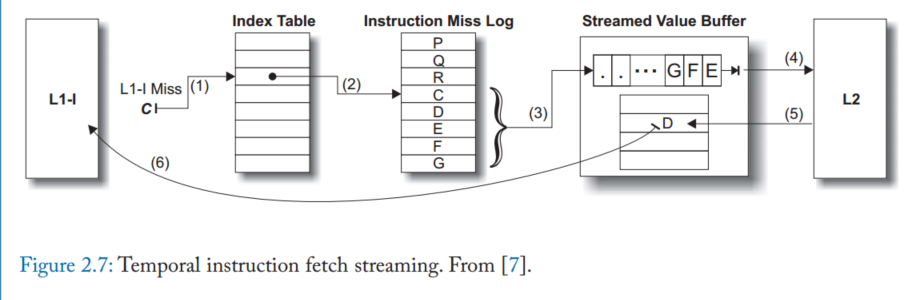 Index Table
Instruction Miss Log
Streamed Value Buffer
L1-I
L1-I Miss
C
(1)
(2)
P
Q
R
C
D
E
F
G
(3)
. . ... G F E
D
(4)
(5)
L2
(6)
Figure 2.7: Temporal instruction fetch streaming. From [7].